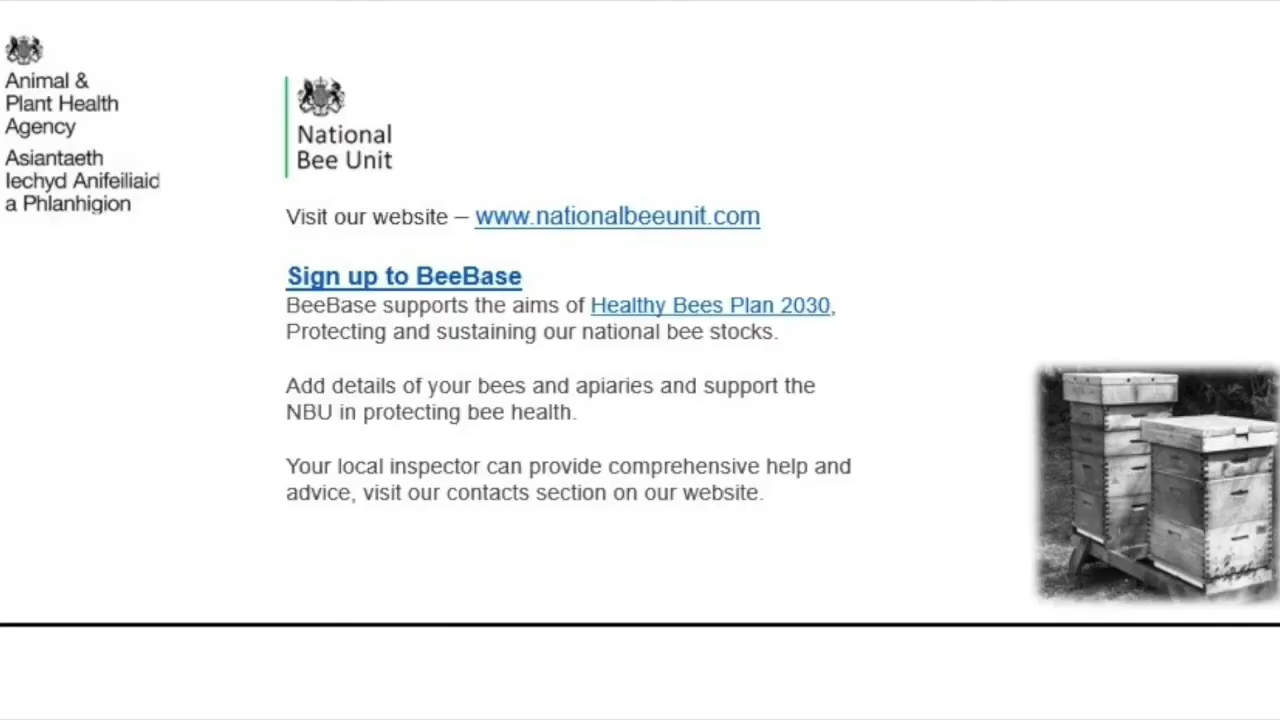 Animal &
Plant Health
Agency
Asiantaeth
Iechyd Anifeiliaid
a Phlanhigion
National
Bee Unit
Visit our website – www.nationalbeeunit.com
Sign up to BeeBase
BeeBase supports the aims of Healthy Bees Plan 2030,
Protecting and sustaining our national bee stocks.
Add details of your bees and apiaries and support the
NBU in protecting bee health.
Your local inspector can provide comprehensive help and
advice, visit our contacts section on our website.